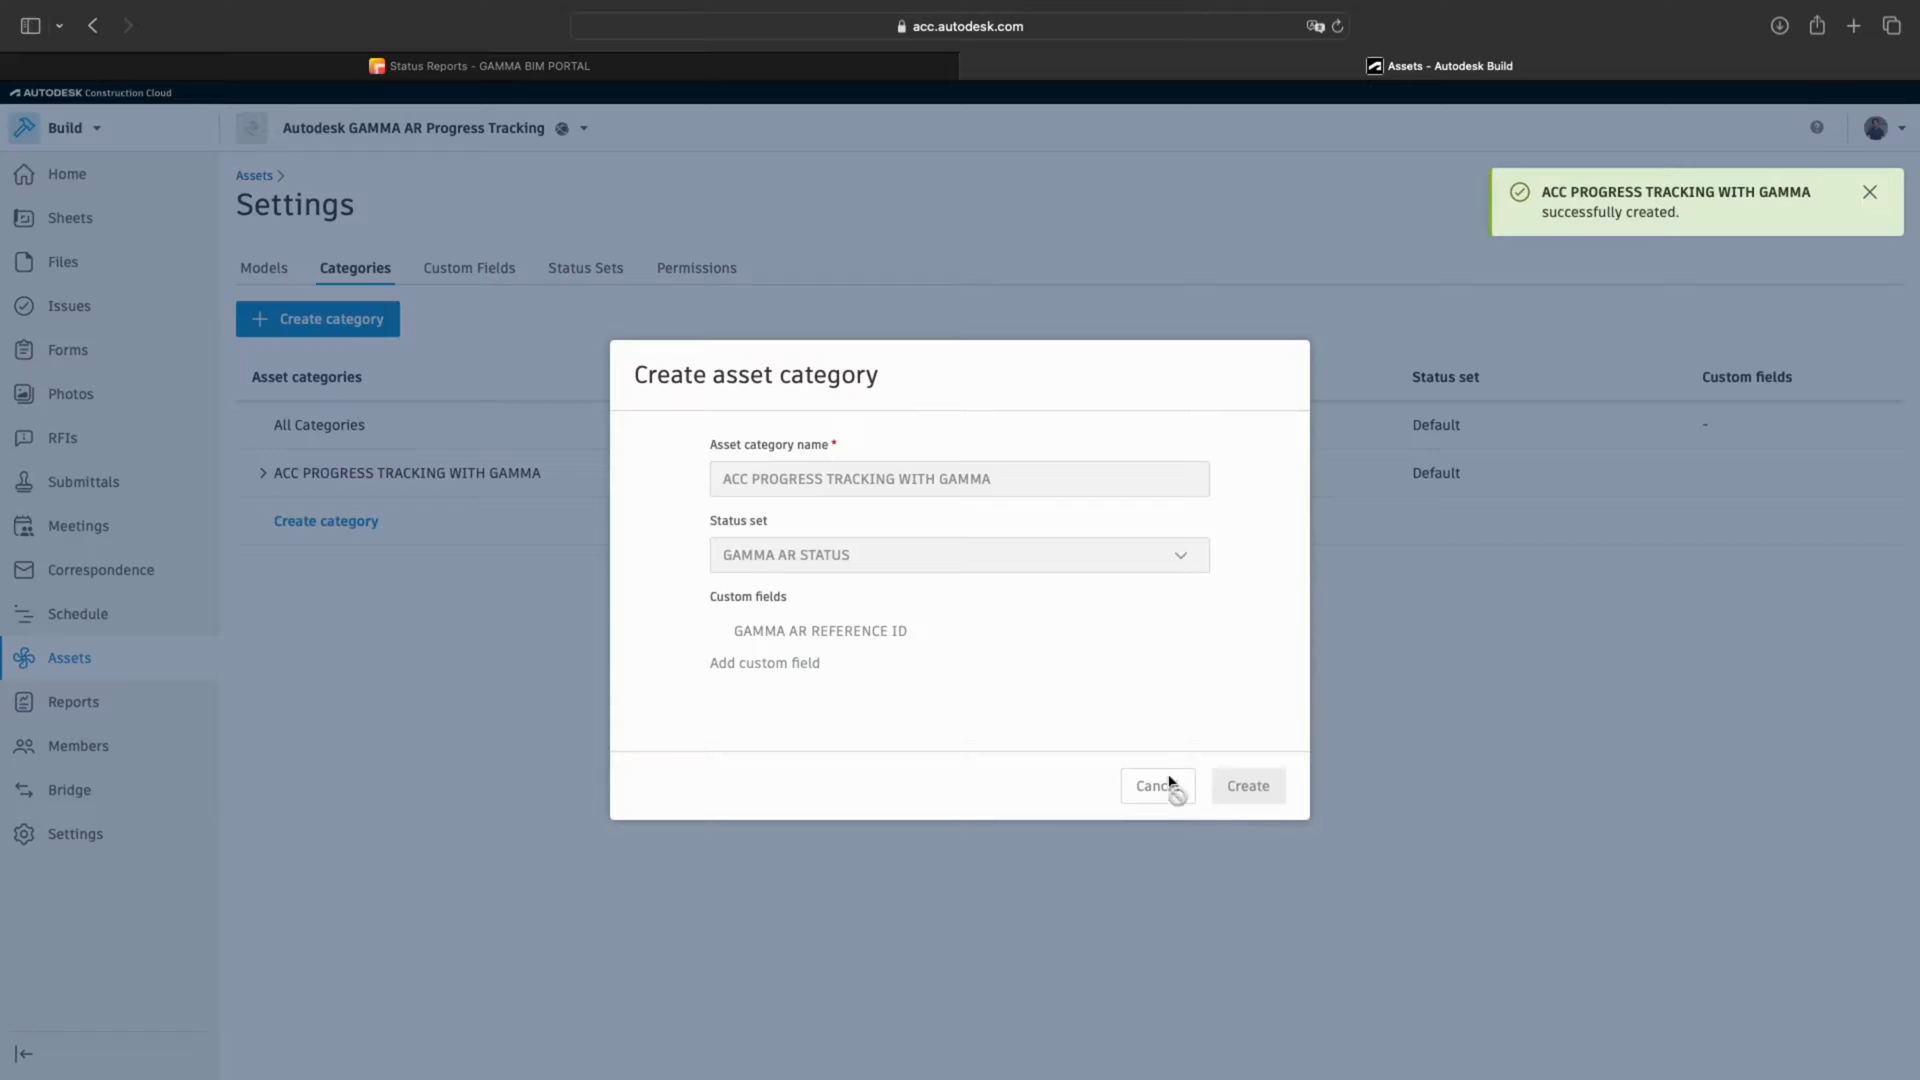 acc.autodesk.com
Status Reports - GAMMA BIM PORTAL
Assets - Autodesk Build
AUTODESK Construction Cloud
Build
Autodesk GAMMA AR Progress Tracking
Home
Sheets
Files
Issues
Forms
Photos
RFIs
Submittals
Meetings
Correspondence
Schedule
Assets
Reports
Members
Bridge
Settings
Assets
Settings
ACC PROGRESS TRACKING WITH GAMMA
successfully created.
Models Categories Custom Fields Status Sets Permissions
Create category
Asset categories Status set Custom fields
All Categories Default -
ACC PROGRESS TRACKING WITH GAMMA Default
Create category
Create asset category
Asset category name *
ACC PROGRESS TRACKING WITH GAMMA
Status set
GAMMA AR STATUS
Custom fields
GAMMA AR REFERENCE ID
Add custom field
Create